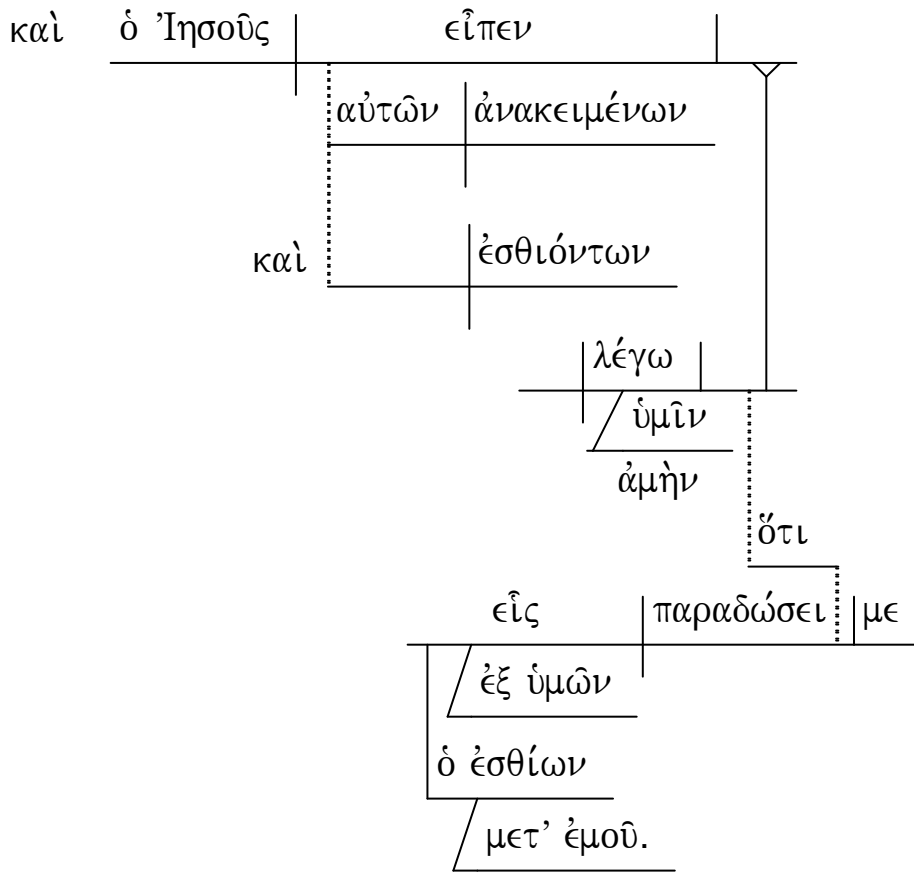 καὶ ὁ Ἰησοῦς εἶπεν
αὐτῶν ἀνακειμένων
καὶ ἐσθιόντων
λέγω
ὑμῖν
ἀμὴν
ὅτι
εἷς παραδώσει με
ἐξ ὑμῶν
ὁ ἐσθίων
μετ’ ἐμοῦ.